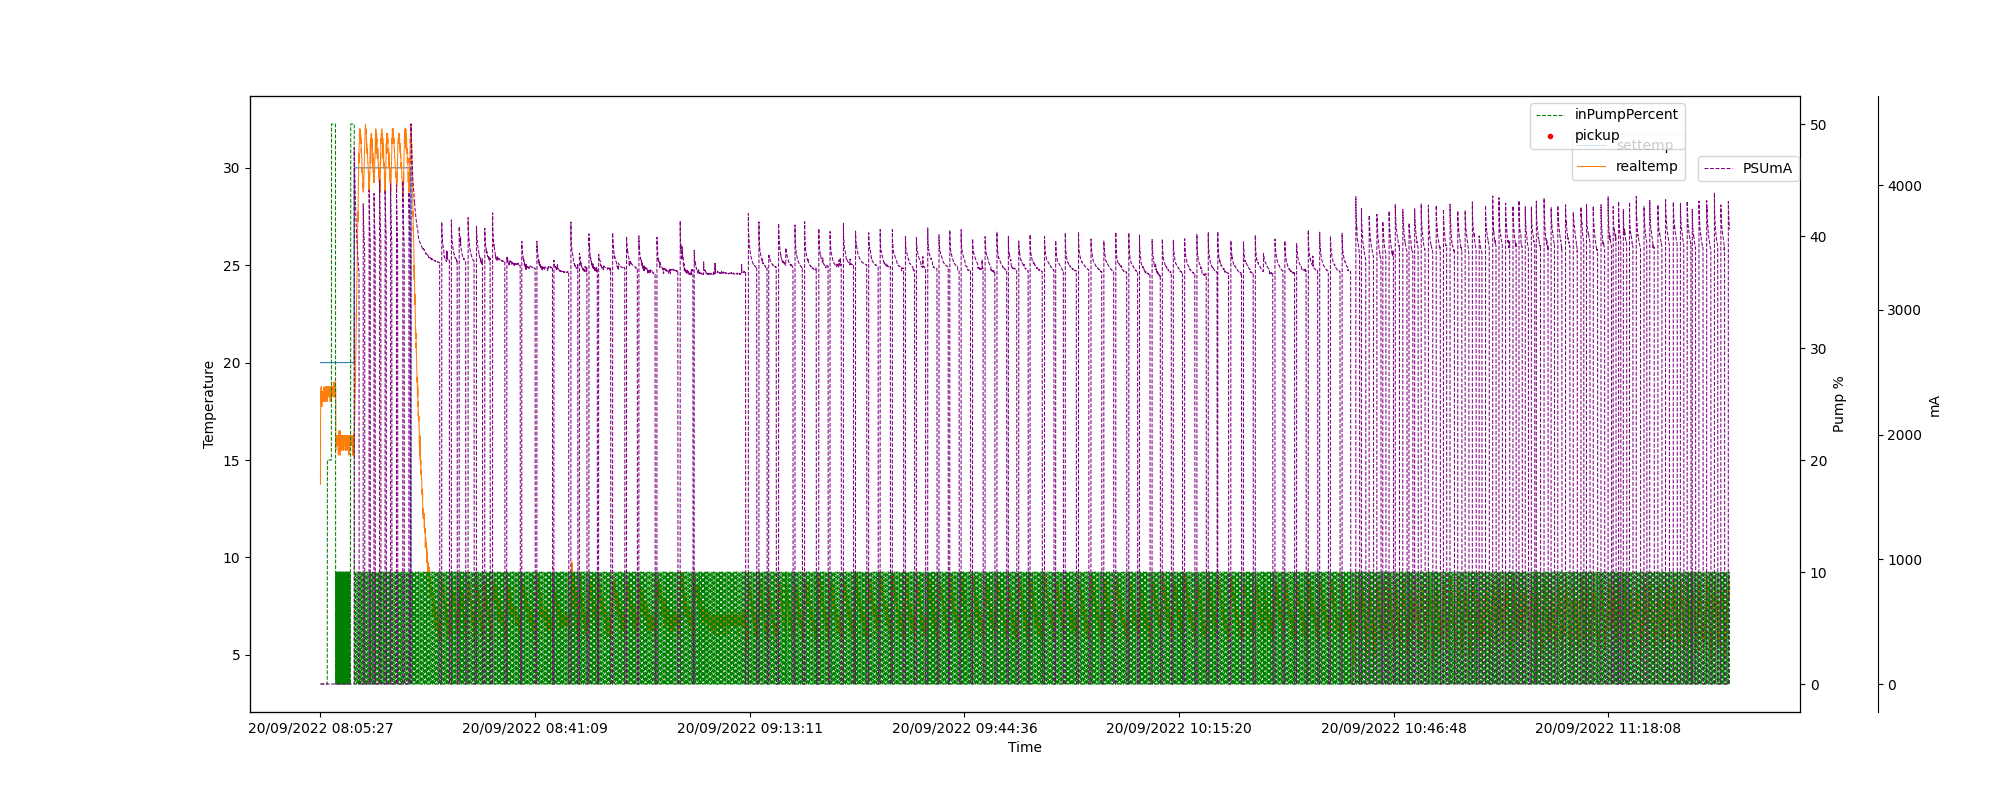 inPumpPercent
pickup
settemp
realtemp
PSUmA
30
25
20
15
10
5
Temperature
50
40
30
20
10
0
Pump %
4000
3000
2000
1000
0
mA
20/09/2022 08:05:27
20/09/2022 08:41:09
20/09/2022 09:13:11
20/09/2022 09:44:36
20/09/2022 10:15:20
20/09/2022 10:46:48
20/09/2022 11:18:08
Time